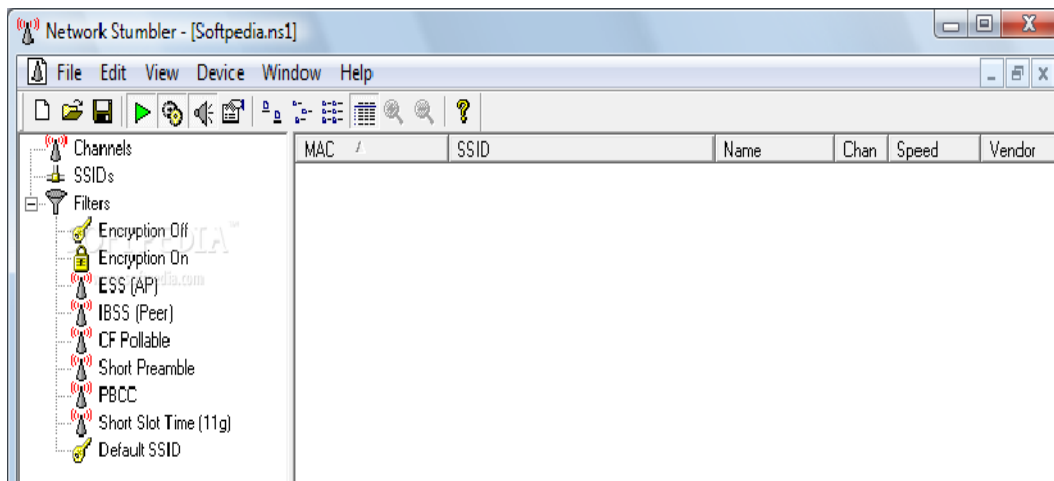 Network Stumbler - [Softpedia.ns1]
File Edit View Device Window Help
Channels
SSIDs
Filters
Encryption Off
Encryption On
ESS (AP)
IBSS (Peer)
CF Pollable
Short Preamble
PBCC
Short Slot Time (11g)
Default SSID
MAC SSID Name Chan Speed Vendor
SOFTPEDIA™